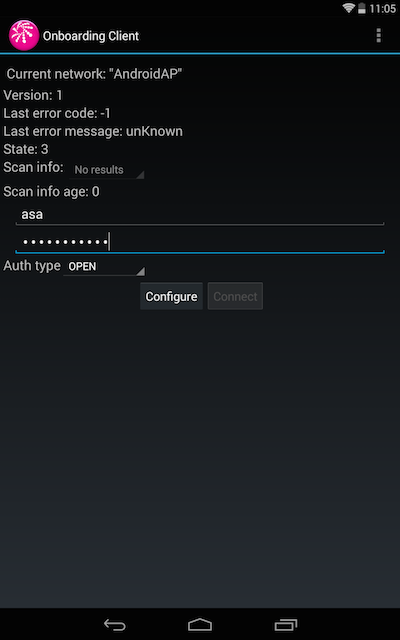 11:05
Onboarding Client
Current network: "AndroidAP"
Version: 1
Last error code: -1
Last error message: unKnown
State: 3
Scan info: No results
Scan info age: 0
asa
•••••••••••
Auth type OPEN
Configure Connect